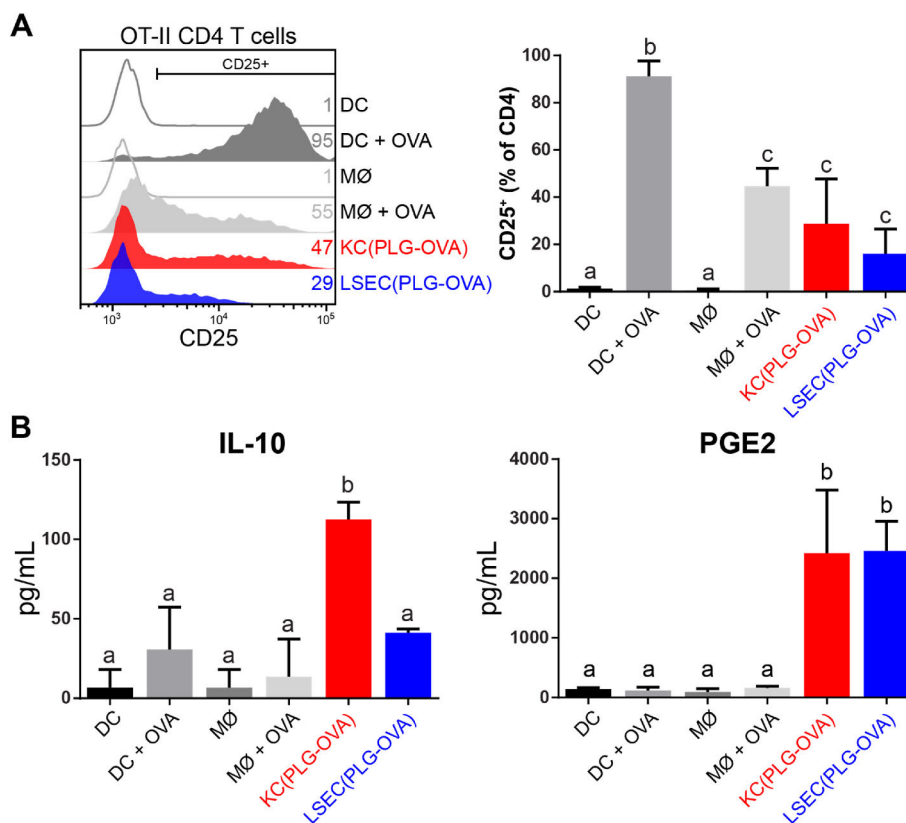 A
OT-II CD4 T cells
CD25+
1 DC
95 DC + OVA
1 MØ
55 MØ + OVA
47 KC(PLG-OVA)
29 LSEC(PLG-OVA)
10³ 10⁴ 10⁵
CD25
CD25⁺ (% of CD4)
100
80
60
40
20
0
a b a c c c
DC
DC + OVA
MØ
MØ + OVA
KC(PLG-OVA)
LSEC(PLG-OVA)
B
IL-10
pg/mL
150
100
50
0
a a a a b a
DC
DC + OVA
MØ
MØ + OVA
KC(PLG-OVA)
LSEC(PLG-OVA)
PGE2
pg/mL
4000
3000
2000
1000
0
a a a a b b
DC
DC + OVA
MØ
MØ + OVA
KC(PLG-OVA)
LSEC(PLG-OVA)